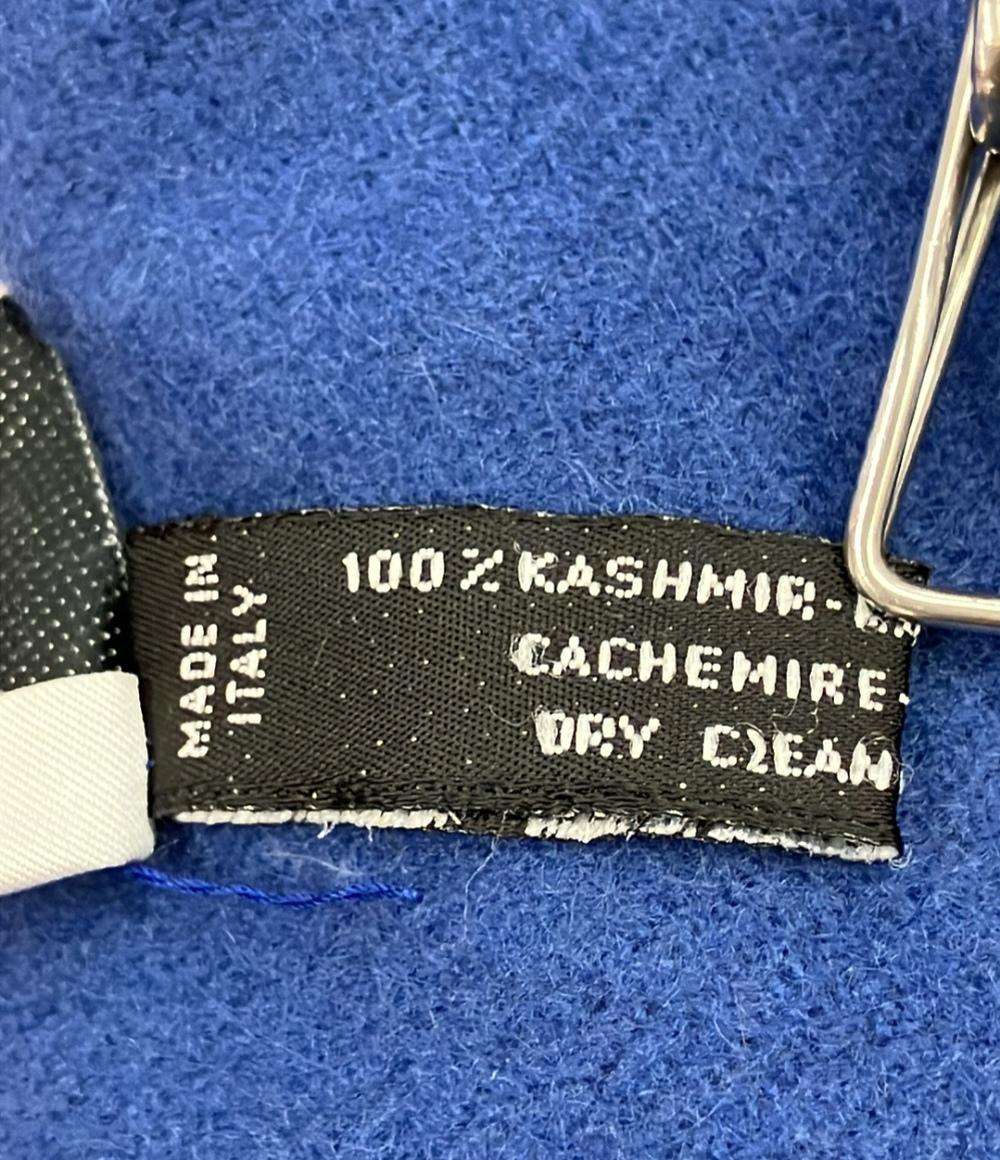 MADE IN
ITALY
100% KASHMIR-
CACHEMIRE-
DRY CLEAN